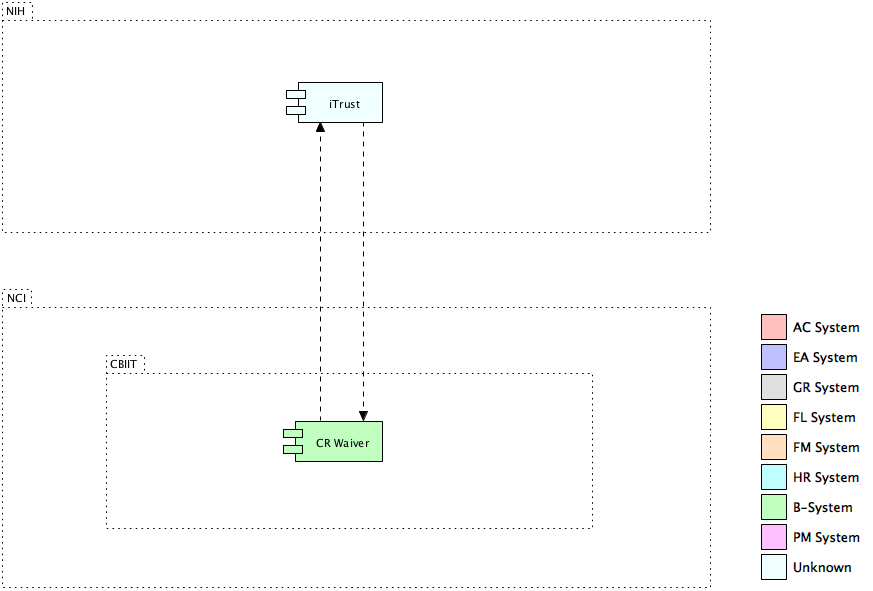 NIH
iTrust
NCI
CBIIT
CR Waiver
AC System
EA System
GR System
FL System
FM System
HR System
B-System
PM System
Unknown